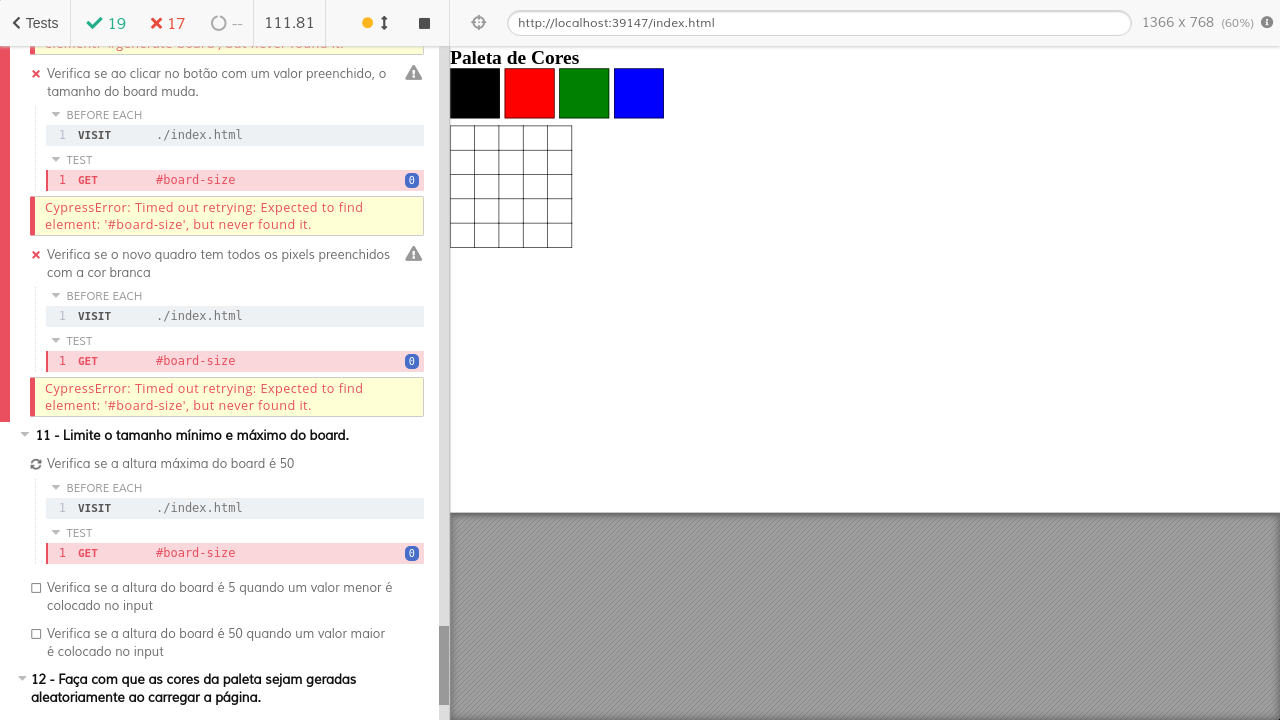 Tests 19 17 -- 111.81 http://localhost:39147/index.html 1366 x 768 (60%)
element: '#generate-board', but never found it.
Verifica se ao clicar no botão com um valor preenchido, o
tamanho do board muda.
BEFORE EACH
1 VISIT ./index.html
TEST
1 GET #board-size 0
CypressError: Timed out retrying: Expected to find
element: '#board-size', but never found it.
Verifica se o novo quadro tem todos os pixels preenchidos
com a cor branca
BEFORE EACH
1 VISIT ./index.html
TEST
1 GET #board-size 0
CypressError: Timed out retrying: Expected to find
element: '#board-size', but never found it.
11 - Limite o tamanho mínimo e máximo do board.
Verifica se a altura máxima do board é 50
BEFORE EACH
1 VISIT ./index.html
TEST
1 GET #board-size 0
Verifica se a altura do board é 5 quando um valor menor é
colocado no input
Verifica se a altura do board é 50 quando um valor maior
é colocado no input
12 - Faça com que as cores da paleta sejam geradas
aleatoriamente ao carregar a página.
Paleta de Cores